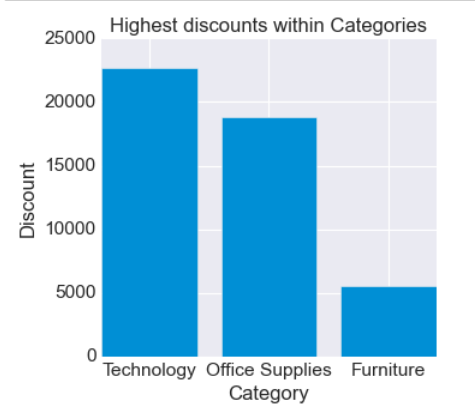 Highest discounts within Categories
25000
20000
15000
10000
5000
0
Discount
Technology Office Supplies Furniture
Category